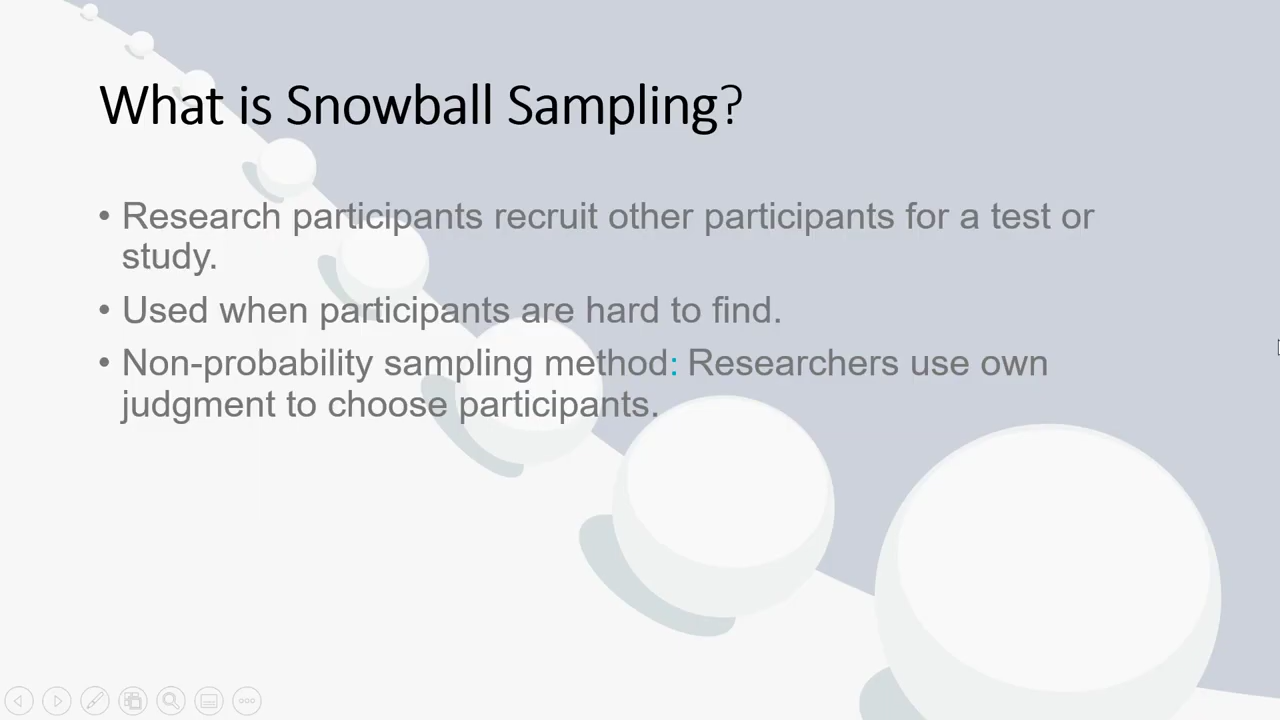 What is Snowball Sampling?
• Research participants recruit other participants for a test or
study.
• Used when participants are hard to find.
• Non-probability sampling method: Researchers use own
judgment to choose participants.